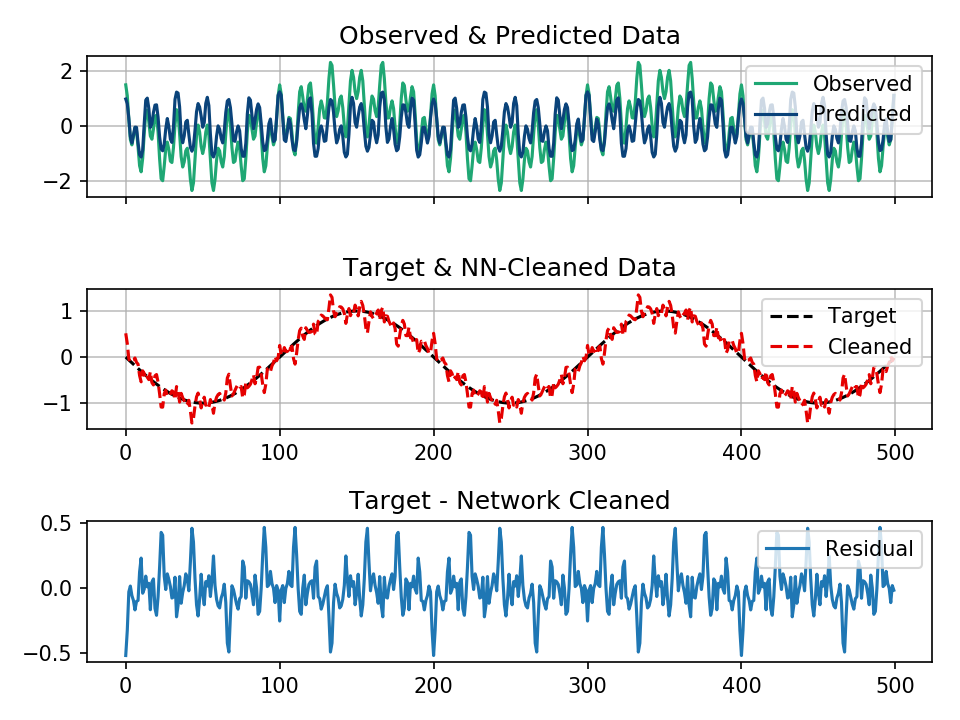 Observed & Predicted Data
2
0
−2
Observed
Predicted
Target & NN-Cleaned Data
1
0
−1
Target
Cleaned
0 100 200 300 400 500
Target - Network Cleaned
0.5
0.0
−0.5
Residual
0 100 200 300 400 500